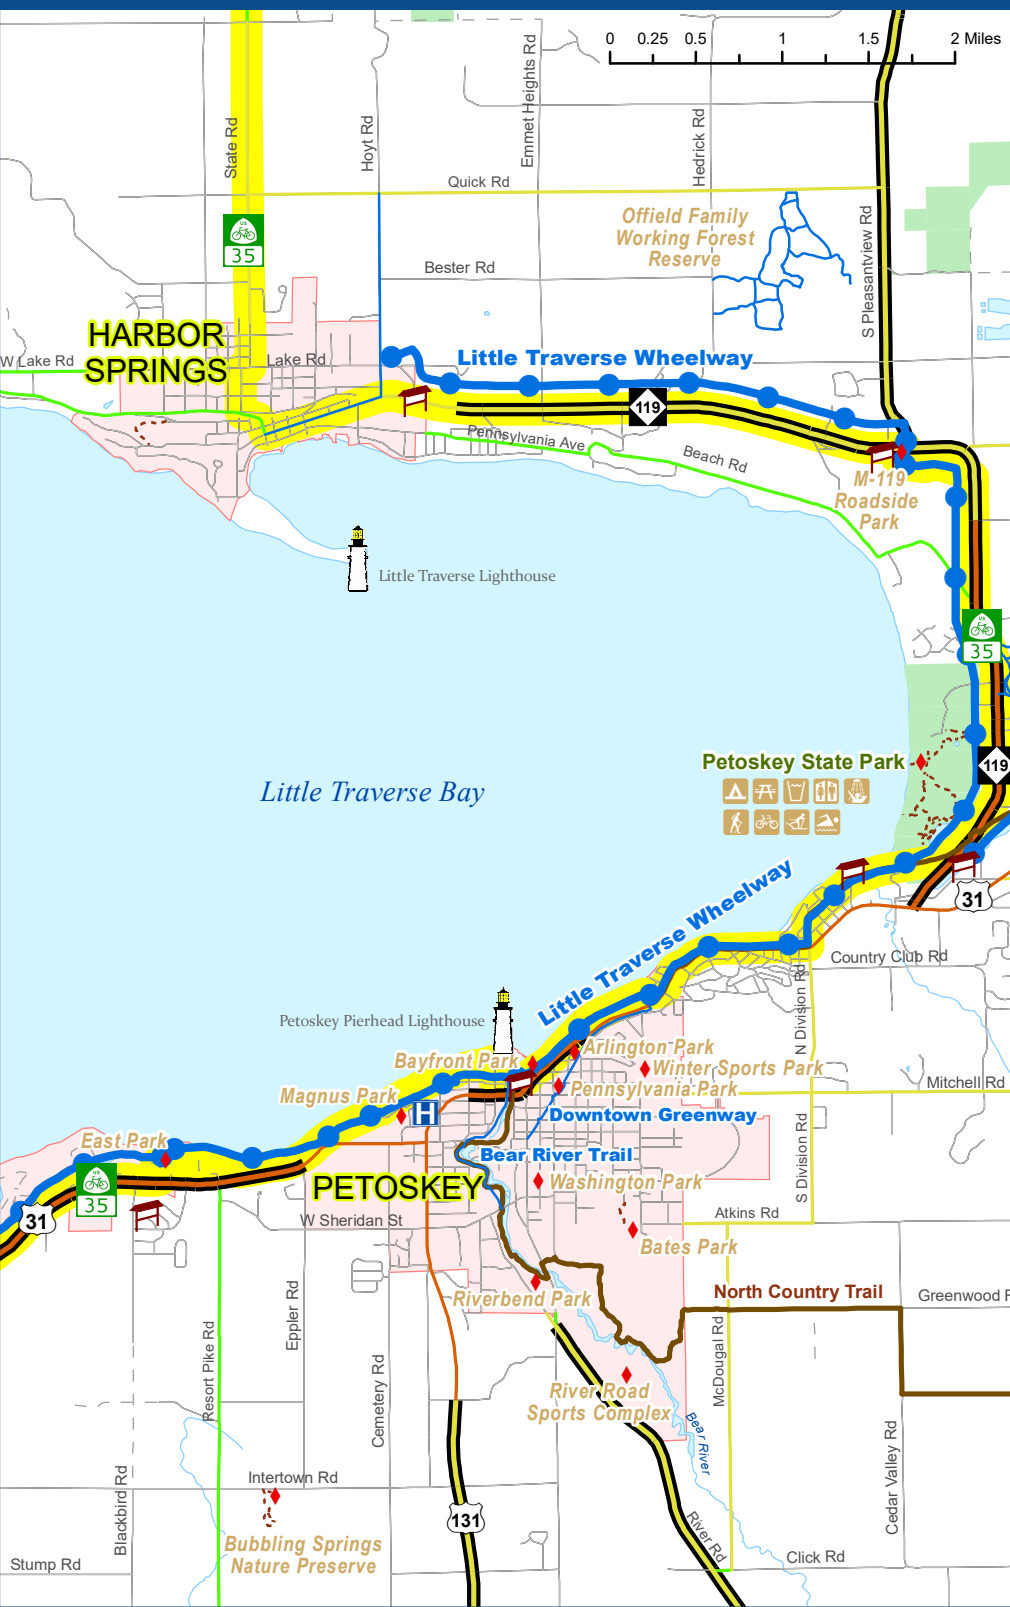 0 0.25 0.5 1 1.5 2 Miles
State Rd
Hoyt Rd
Emmet Heights Rd
Hedrick Rd
Quick Rd
S Pleasantview Rd
Offield Family
Working Forest
Reserve
US
35
Bester Rd
HARBOR
SPRINGS
W Lake Rd
Lake Rd
Little Traverse Wheelway
119
Pennsylvania Ave
Beach Rd
M-119
Roadside
Park
Little Traverse Lighthouse
US
35
Petoskey State Park
119
Little Traverse Bay
Little Traverse Wheelway
31
Country Club Rd
N Division Rd
Petoskey Pierhead Lighthouse
Bayfront Park
Arlington Park
Winter Sports Park
Magnus Park
H
Pennsylvania Park
Mitchell Rd
Downtown Greenway
East Park
Bear River Trail
S Division Rd
US
35
PETOSKEY
Washington Park
31
W Sheridan St
Atkins Rd
Bates Park
North Country Trail
Riverbend Park
Greenwood R
Resort Pike Rd
Eppler Rd
McDougal Rd
Cemetery Rd
River Road
Sports Complex
Bear River
Cedar Valley Rd
Blackbird Rd
Intertown Rd
131
River Rd
Bubbling Springs
Nature Preserve
Stump Rd
Click Rd